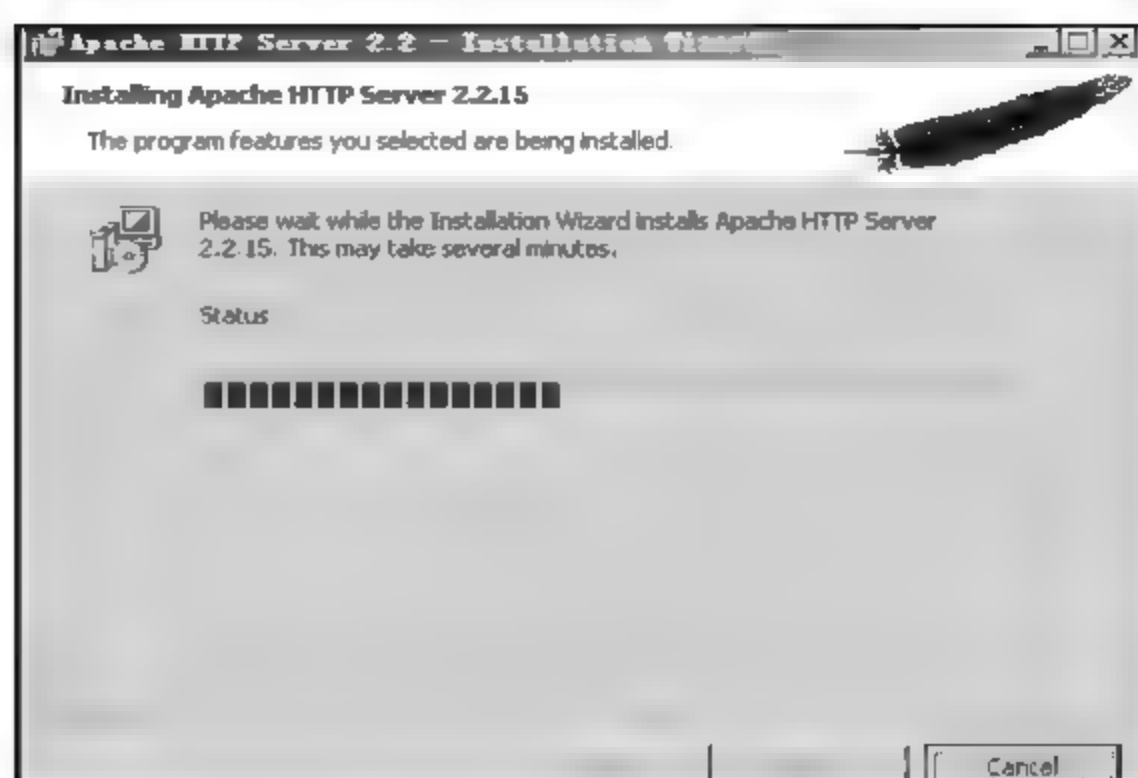 Apache HTTP Server 2.2 - Installation Wizard
Installing Apache HTTP Server 2.2.15
The program features you selected are being installed.
Please wait while the Installation Wizard installs Apache HTTP Server
2.2.15. This may take several minutes.
Status
Cancel